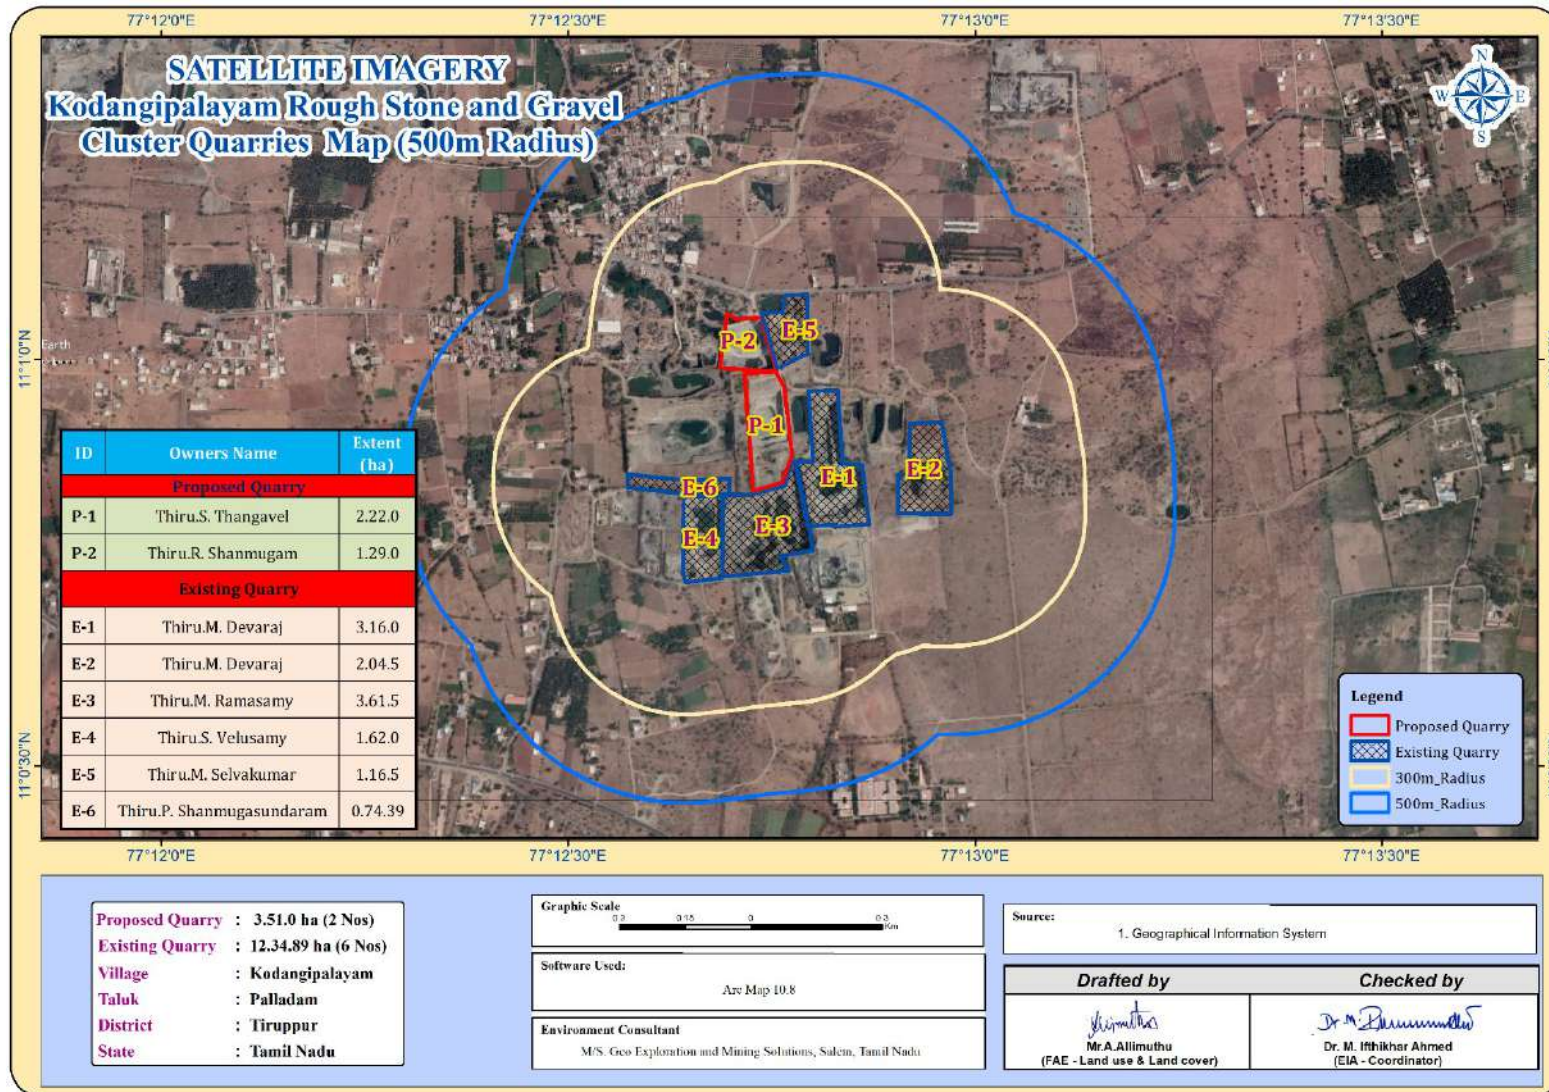 77°12'0"E 77°12'30"E 77°13'0"E 77°13'30"E
SATELLITE IMAGERY
Kodangipalayam Rough Stone and Gravel
Cluster Quarries Map (500m Radius)
N
W E
S
11°1'0"N
Earth
P-2
E-5
P-1
E-6
E-1
E-2
E-3
E-4
ID Owners Name Extent (ha)
Proposed Quarry
P-1 Thiru.S. Thangavel 2.22.0
P-2 Thiru.R. Shanmugam 1.29.0
Existing Quarry
E-1 Thiru.M. Devaraj 3.16.0
E-2 Thiru.M. Devaraj 2.04.5
E-3 Thiru.M. Ramasamy 3.61.5
E-4 Thiru.S. Velusamy 1.62.0
E-5 Thiru.M. Selvakumar 1.16.5
E-6 Thiru.P. Shanmugasundaram 0.74.39
11°0'30"N
Legend
Proposed Quarry
Existing Quarry
300m_Radius
500m_Radius
77°12'0"E 77°12'30"E 77°13'0"E 77°13'30"E
Proposed Quarry : 3.51.0 ha (2 Nos)
Existing Quarry : 12.34.89 ha (6 Nos)
Village : Kodangipalayam
Taluk : Palladam
District : Tiruppur
State : Tamil Nadu
Graphic Scale
0.3 0.15 0 0.3
Km
Software Used:
Arc Map 10.8
Environment Consultant
M/S. Geo Exploration and Mining Solutions, Salem, Tamil Nadu
Source:
1. Geographical Information System
Drafted by
Mr.A.Allimuthu
(FAE - Land use & Land cover)
Checked by
Dr. M. Ifthikhar Ahmed
(EIA - Coordinator)